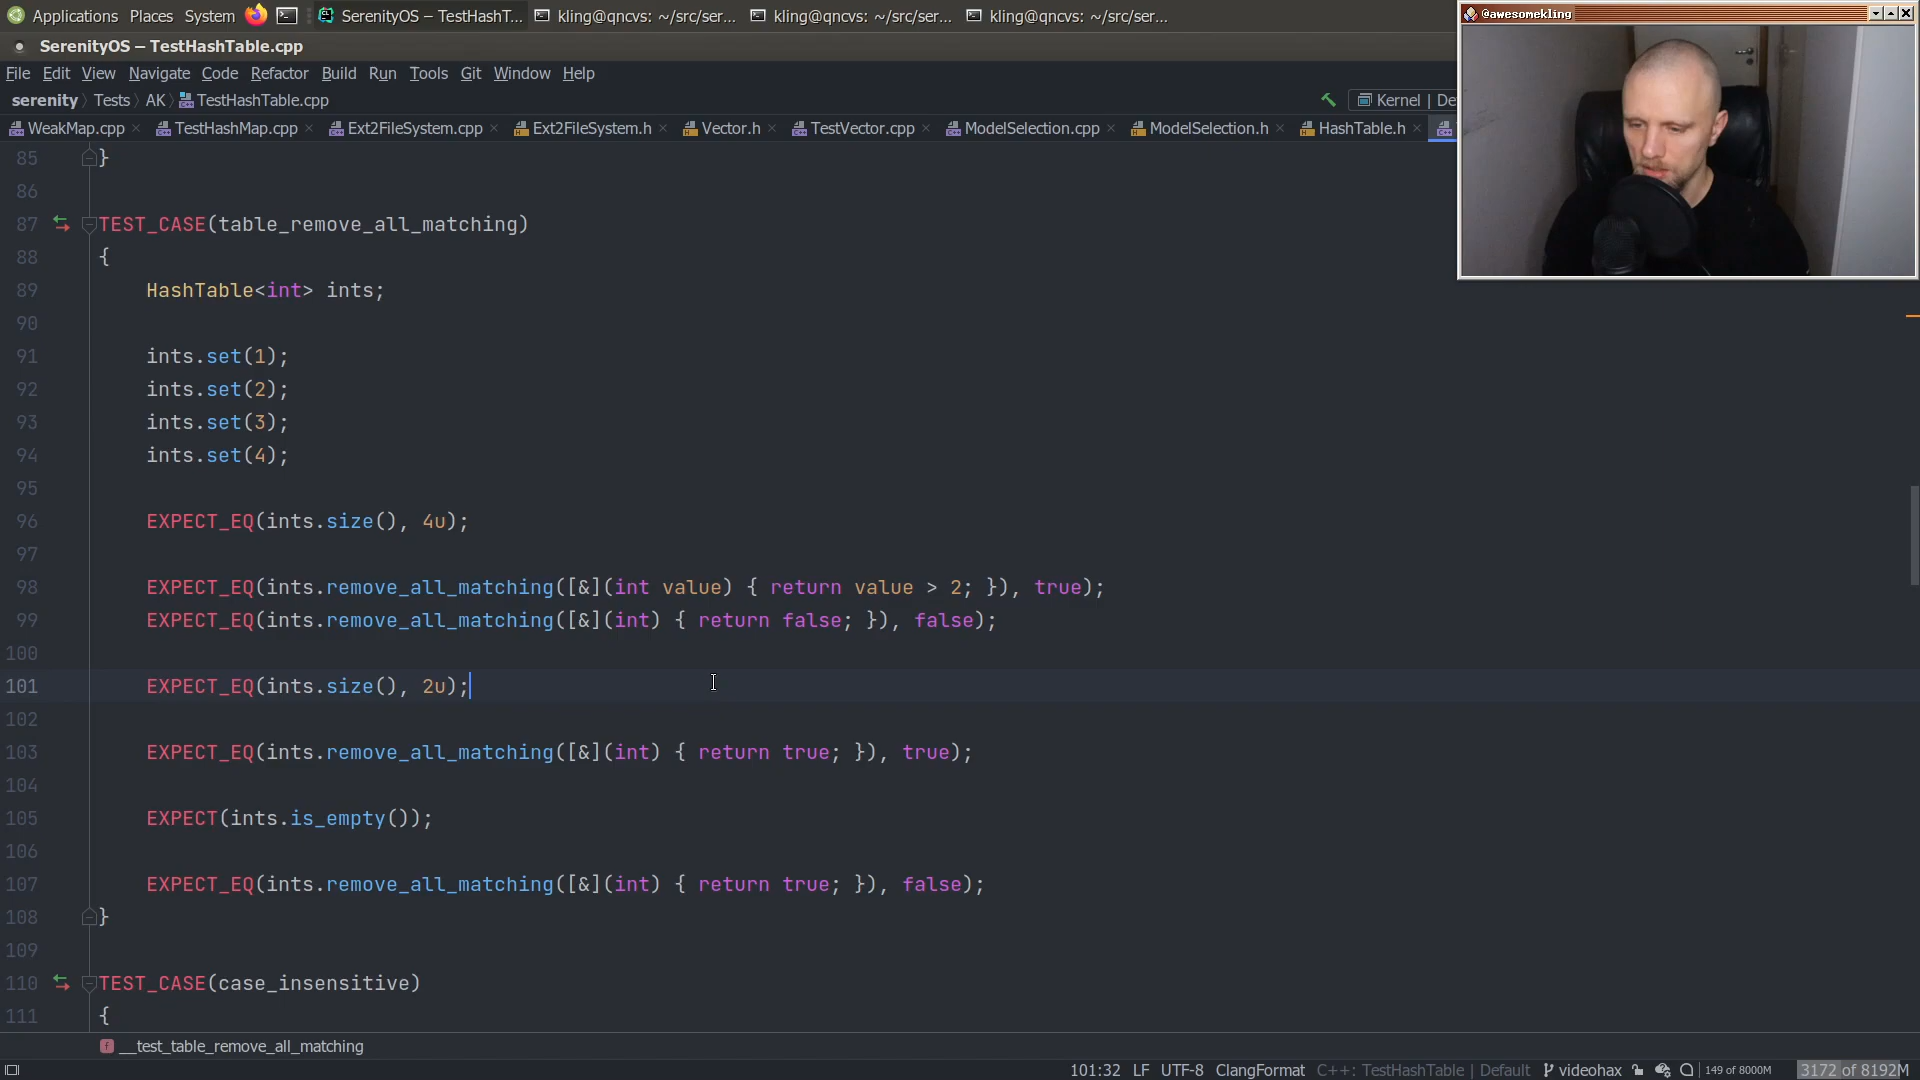 Applications Places System SerenityOS – TestHashT... kling@qncvs: ~/src/ser... kling@qncvs: ~/src/ser... kling@qncvs: ~/src/ser...
@awesomekling
SerenityOS – TestHashTable.cpp
File Edit View Navigate Code Refactor Build Run Tools Git Window Help
serenity Tests AK TestHashTable.cpp Kernel | De
WeakMap.cpp TestHashMap.cpp Ext2FileSystem.cpp Ext2FileSystem.h Vector.h TestVector.cpp ModelSelection.cpp ModelSelection.h HashTable.h
85 }
86
87 TEST_CASE(table_remove_all_matching)
88 {
89 HashTable<int> ints;
90
91 ints.set(1);
92 ints.set(2);
93 ints.set(3);
94 ints.set(4);
95
96 EXPECT_EQ(ints.size(), 4u);
97
98 EXPECT_EQ(ints.remove_all_matching([&](int value) { return value > 2; }), true);
99 EXPECT_EQ(ints.remove_all_matching([&](int) { return false; }), false);
100
101 EXPECT_EQ(ints.size(), 2u);
102
103 EXPECT_EQ(ints.remove_all_matching([&](int) { return true; }), true);
104
105 EXPECT(ints.is_empty());
106
107 EXPECT_EQ(ints.remove_all_matching([&](int) { return true; }), false);
108 }
109
110 TEST_CASE(case_insensitive)
111 {
f __test_table_remove_all_matching
101:32 LF UTF-8 ClangFormat C++: TestHashTable | Default videohax 149 of 8000M 3172 of 8192M